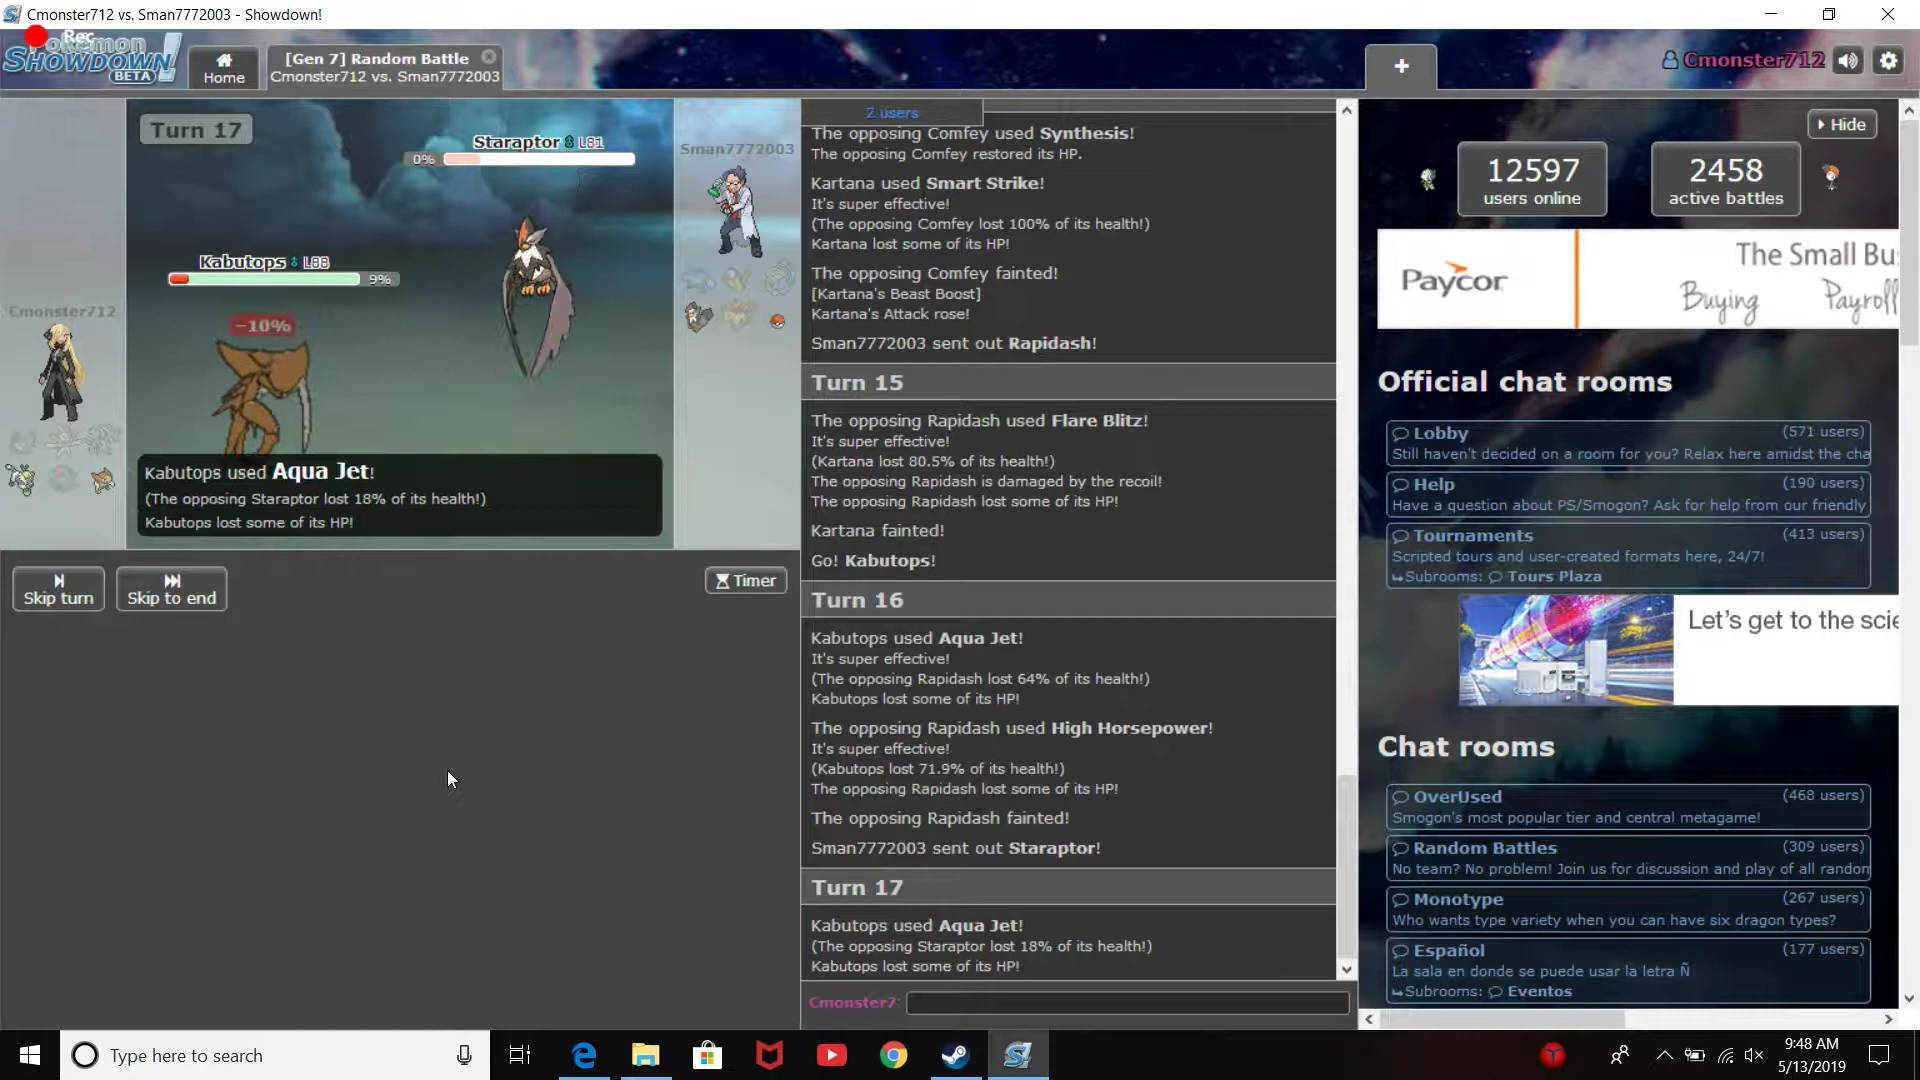 Cmonster712 vs. Sman7772003 - Showdown!
Rec
Pokémon
SHOWDOWN!
BETA
Home
[Gen 7] Random Battle
Cmonster712 vs. Sman7772003
+
Cmonster712
Turn 17
Staraptor L81
0%
Sman7772003
Kabutops L88
9%
Cmonster712
-10%
Kabutops used Aqua Jet!
(The opposing Staraptor lost 18% of its health!)
Kabutops lost some of its HP!
Skip turn
Skip to end
Timer
2 users
The opposing Comfey used Synthesis!
The opposing Comfey restored its HP.
Kartana used Smart Strike!
It's super effective!
(The opposing Comfey lost 100% of its health!)
Kartana lost some of its HP!
The opposing Comfey fainted!
[Kartana's Beast Boost]
Kartana's Attack rose!
Sman7772003 sent out Rapidash!
Turn 15
The opposing Rapidash used Flare Blitz!
It's super effective!
(Kartana lost 80.5% of its health!)
The opposing Rapidash is damaged by the recoil!
The opposing Rapidash lost some of its HP!
Kartana fainted!
Go! Kabutops!
Turn 16
Kabutops used Aqua Jet!
It's super effective!
(The opposing Rapidash lost 64% of its health!)
Kabutops lost some of its HP!
The opposing Rapidash used High Horsepower!
It's super effective!
(Kabutops lost 71.9% of its health!)
The opposing Rapidash lost some of its HP!
The opposing Rapidash fainted!
Sman7772003 sent out Staraptor!
Turn 17
Kabutops used Aqua Jet!
(The opposing Staraptor lost 18% of its health!)
Kabutops lost some of its HP!
Cmonster7:
Hide
12597
users online
2458
active battles
Paycor
The Small Bu
Buying Payroll
Official chat rooms
Lobby (571 users)
Still haven't decided on a room for you? Relax here amidst the cha
Help (190 users)
Have a question about PS/Smogon? Ask for help from our friendly
Tournaments (413 users)
Scripted tours and user-created formats here, 24/7!
Subrooms: Tours Plaza
Let's get to the scie
Chat rooms
OverUsed (468 users)
Smogon's most popular tier and central metagame!
Random Battles (309 users)
No team? No problem! Join us for discussion and play of all random
Monotype (267 users)
Who wants type variety when you can have six dragon types?
Español (177 users)
La sala en donde se puede usar la letra Ñ
Subrooms: Eventos
Type here to search
9:48 AM
5/13/2019